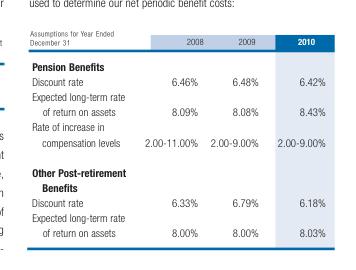 used to determine our net periodic benefit costs:
Assumptions for Year Ended
December 31 2008 2009 2010
Pension Benefits
Discount rate 6.46% 6.48% 6.42%
Expected long-term rate
of return on assets 8.09% 8.08% 8.43%
Rate of increase in
compensation levels 2.00-11.00% 2.00-9.00% 2.00-9.00%
Other Post-retirement
Benefits
Discount rate 6.33% 6.79% 6.18%
Expected long-term rate
of return on assets 8.00% 8.00% 8.03%